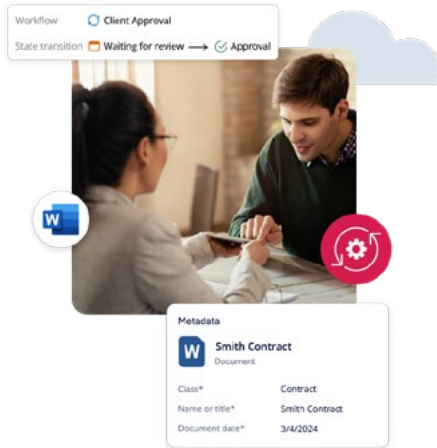 Workflow Client Approval
State transition Waiting for review → Approval
W
Metadata
W
Smith Contract
Document
Class* Contract
Name or title* Smith Contract
Document date* 3/4/2024